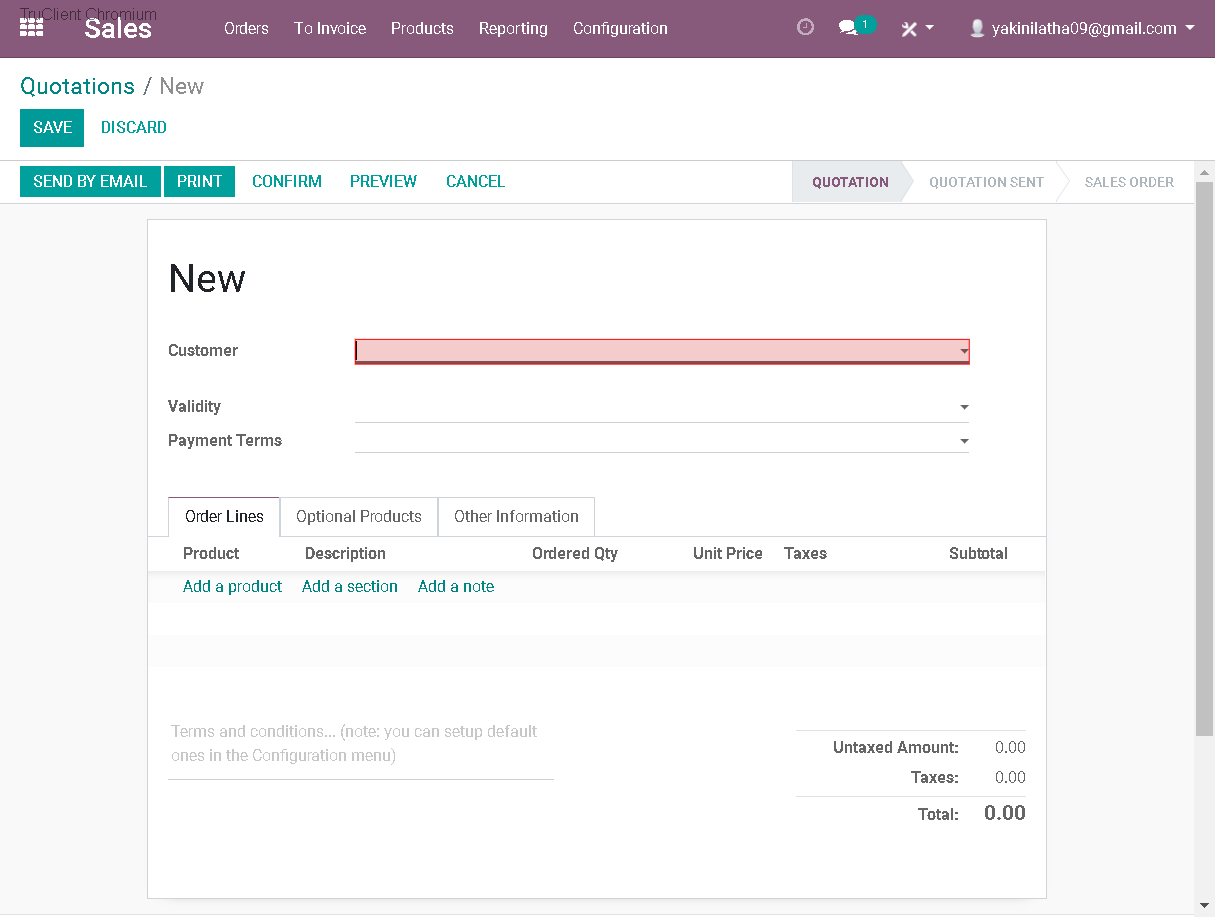 TruClient Chromium
Sales Orders To Invoice Products Reporting Configuration 1 yakinilatha09@gmail.com
Quotations / New
SAVE DISCARD
SEND BY EMAIL PRINT CONFIRM PREVIEW CANCEL QUOTATION QUOTATION SENT SALES ORDER
New
Customer
Validity
Payment Terms
Order Lines Optional Products Other Information
Product Description Ordered Qty Unit Price Taxes Subtotal
Add a product Add a section Add a note
Terms and conditions... (note: you can setup default
ones in the Configuration menu)
Untaxed Amount: 0.00
Taxes: 0.00
Total: 0.00